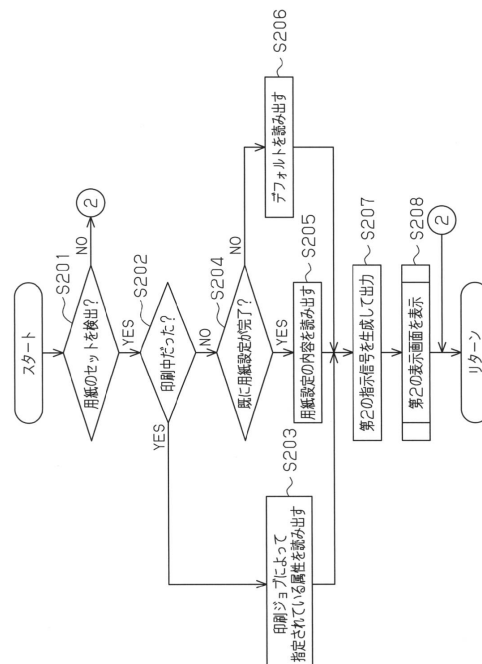 スタート
用紙のセットを検出?
S201
NO
2
YES
印刷中だった?
S202
YES
NO
既に用紙設定が完了?
S204
NO
YES
印刷ジョブによって
指定されている属性を読み出す
S203
用紙設定の内容を読み出す
S205
デフォルトを読み出す
S206
第2の指示信号を生成して出力
S207
第2の表示画面を表示
S208
2
リターン